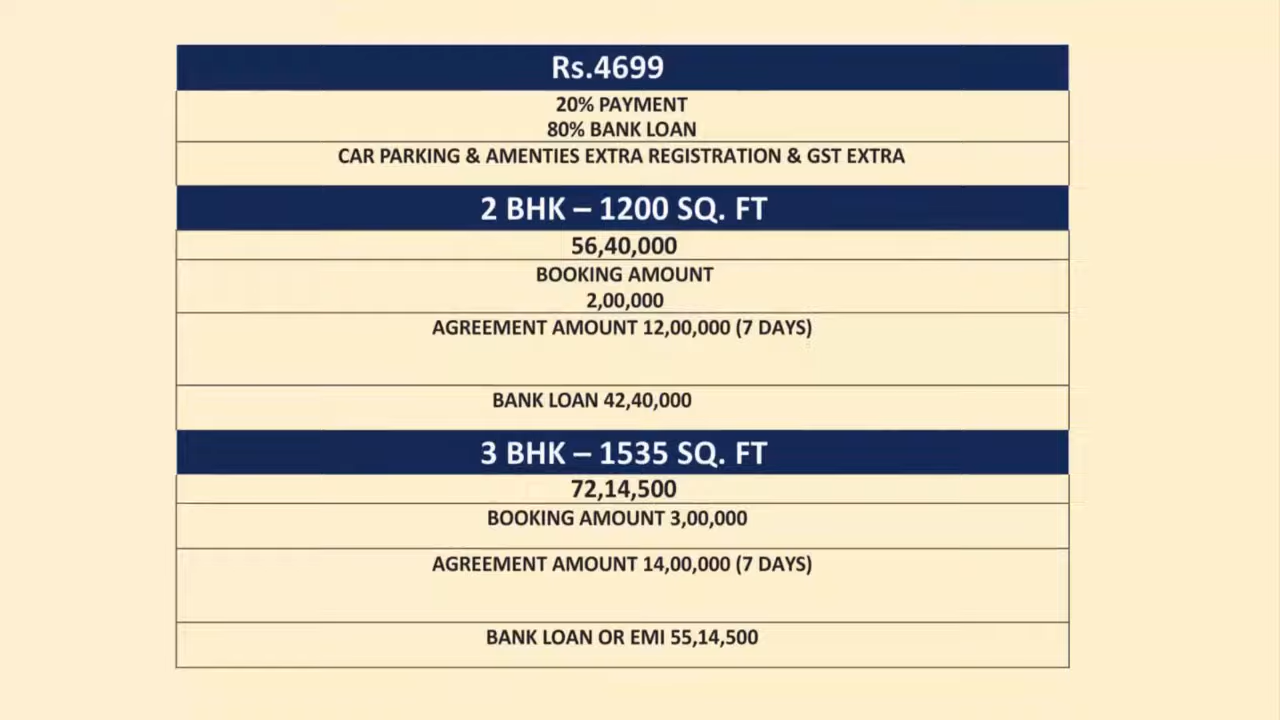 Rs.4699
20% PAYMENT
80% BANK LOAN
CAR PARKING & AMENTIES EXTRA REGISTRATION & GST EXTRA
2 BHK – 1200 SQ. FT
56,40,000
BOOKING AMOUNT
2,00,000
AGREEMENT AMOUNT 12,00,000 (7 DAYS)
BANK LOAN 42,40,000
3 BHK – 1535 SQ. FT
72,14,500
BOOKING AMOUNT 3,00,000
AGREEMENT AMOUNT 14,00,000 (7 DAYS)
BANK LOAN OR EMI 55,14,500